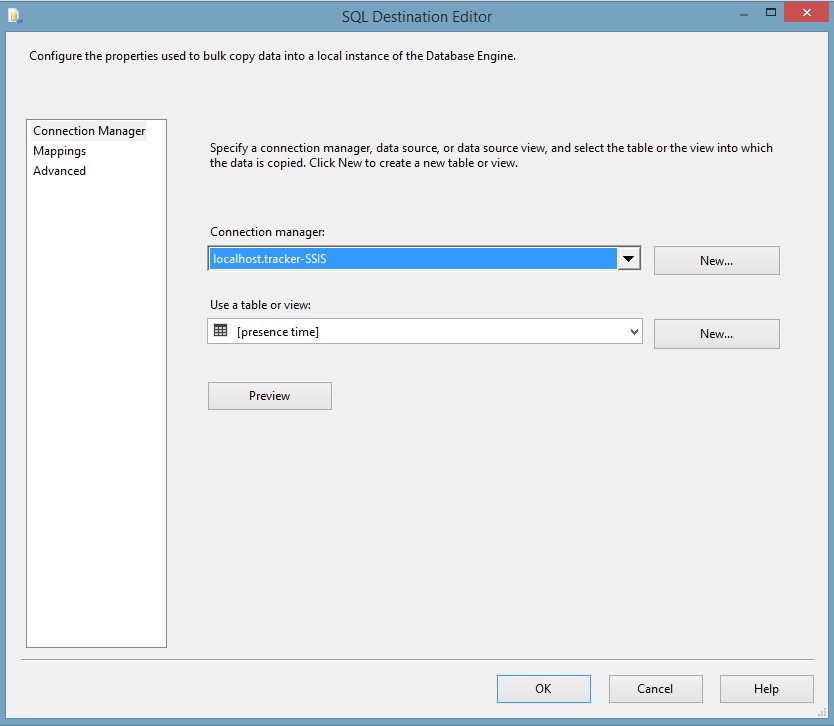 SQL Destination Editor
Configure the properties used to bulk copy data into a local instance of the Database Engine.
Connection Manager
Mappings
Advanced
Specify a connection manager, data source, or data source view, and select the table or the view into which
the data is copied. Click New to create a new table or view.
Connection manager:
localhost.tracker-SSIS
New...
Use a table or view:
[presence time]
New...
Preview
OK
Cancel
Help